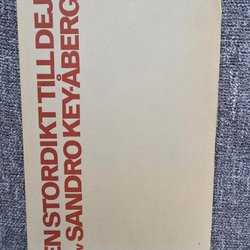 EN STORDIKT TILL DEJ
AV SANDRO KEY-ÅBERG